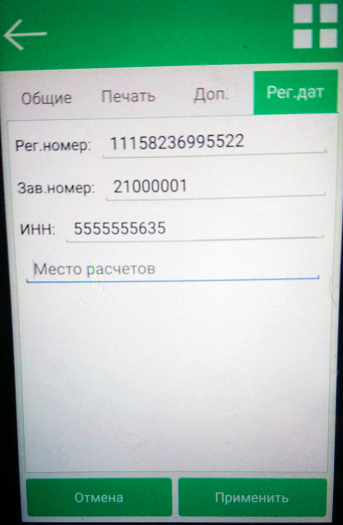 Общие Печать Доп. Рег.дат
Рег.номер: 11158236995522
Зав.номер: 21000001
ИНН: 5555555635
Место расчетов
Отмена Применить